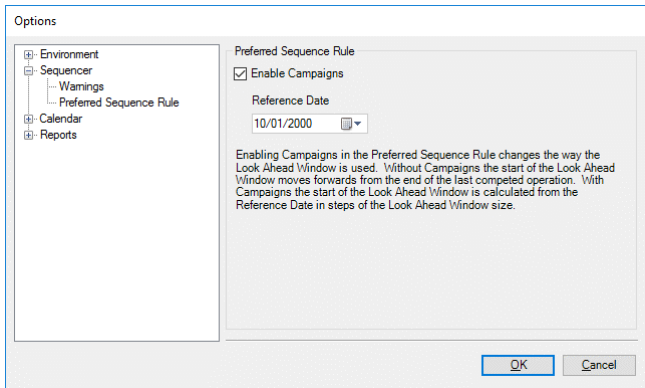 Options
Environment
Sequencer
Warnings
Preferred Sequence Rule
Calendar
Reports
Preferred Sequence Rule
Enable Campaigns
Reference Date
10/01/2000
Enabling Campaigns in the Preferred Sequence Rule changes the way the
Look Ahead Window is used. Without Campaigns the start of the Look Ahead
Window moves forwards from the end of the last competed operation. With
Campaigns the start of the Look Ahead Window is calculated from the
Reference Date in steps of the Look Ahead Window size.
OK
Cancel